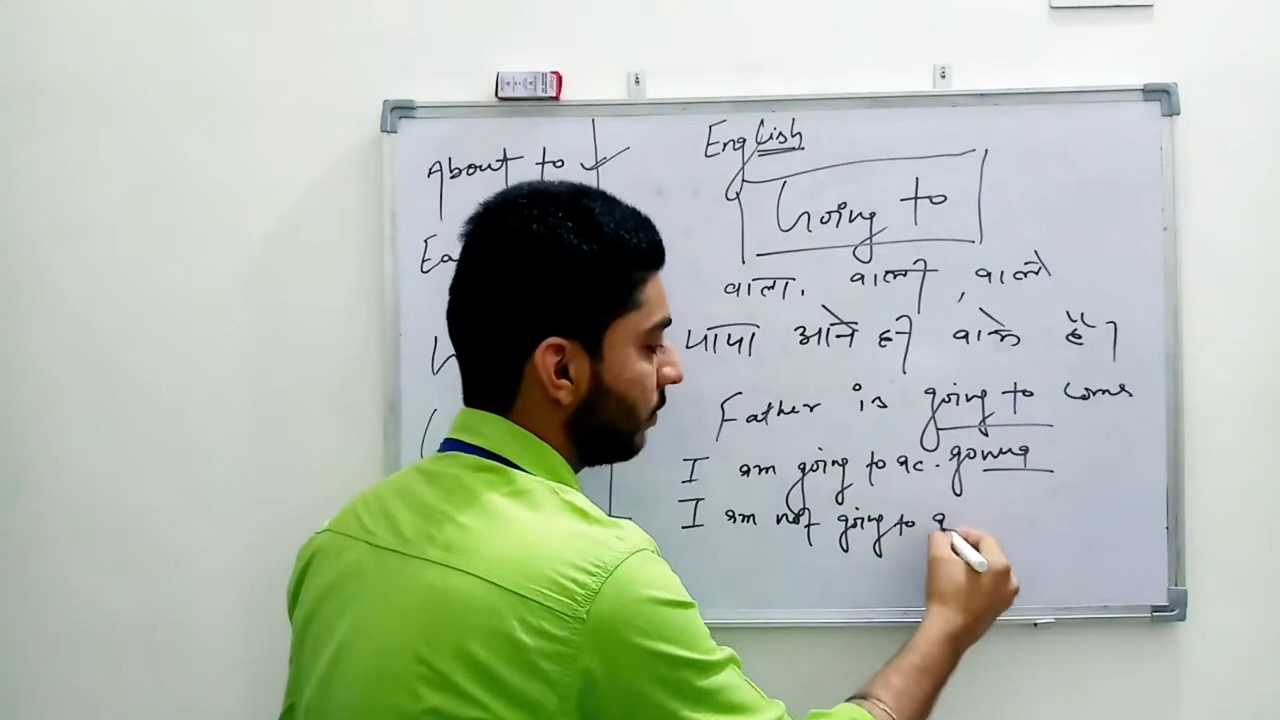 About to
Ea
English
Going to
वाला, वाली, वाले
पापा आने ही वाले हैं।
Father is going to come
I am going to ac. gonna
I am not going to a